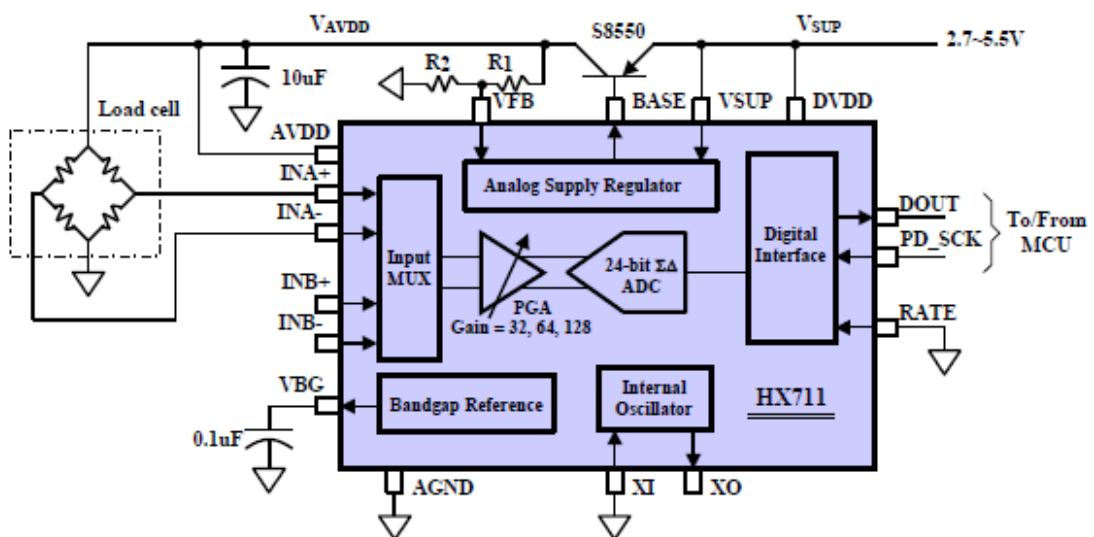 V_AVDD
S8550
V_SUP
2.7~5.5V
10uF
R2
R1
VFB
BASE
VSUP
DVDD
Load cell
AVDD
INA+
INA-
INB+
INB-
VBG
0.1uF
Analog Supply Regulator
Input
MUX
PGA
Gain = 32, 64, 128
24-bit ΣΔ
ADC
Digital
Interface
DOUT
PD_SCK
To/From
MCU
RATE
Bandgap Reference
Internal
Oscillator
HX711
AGND
XI
XO